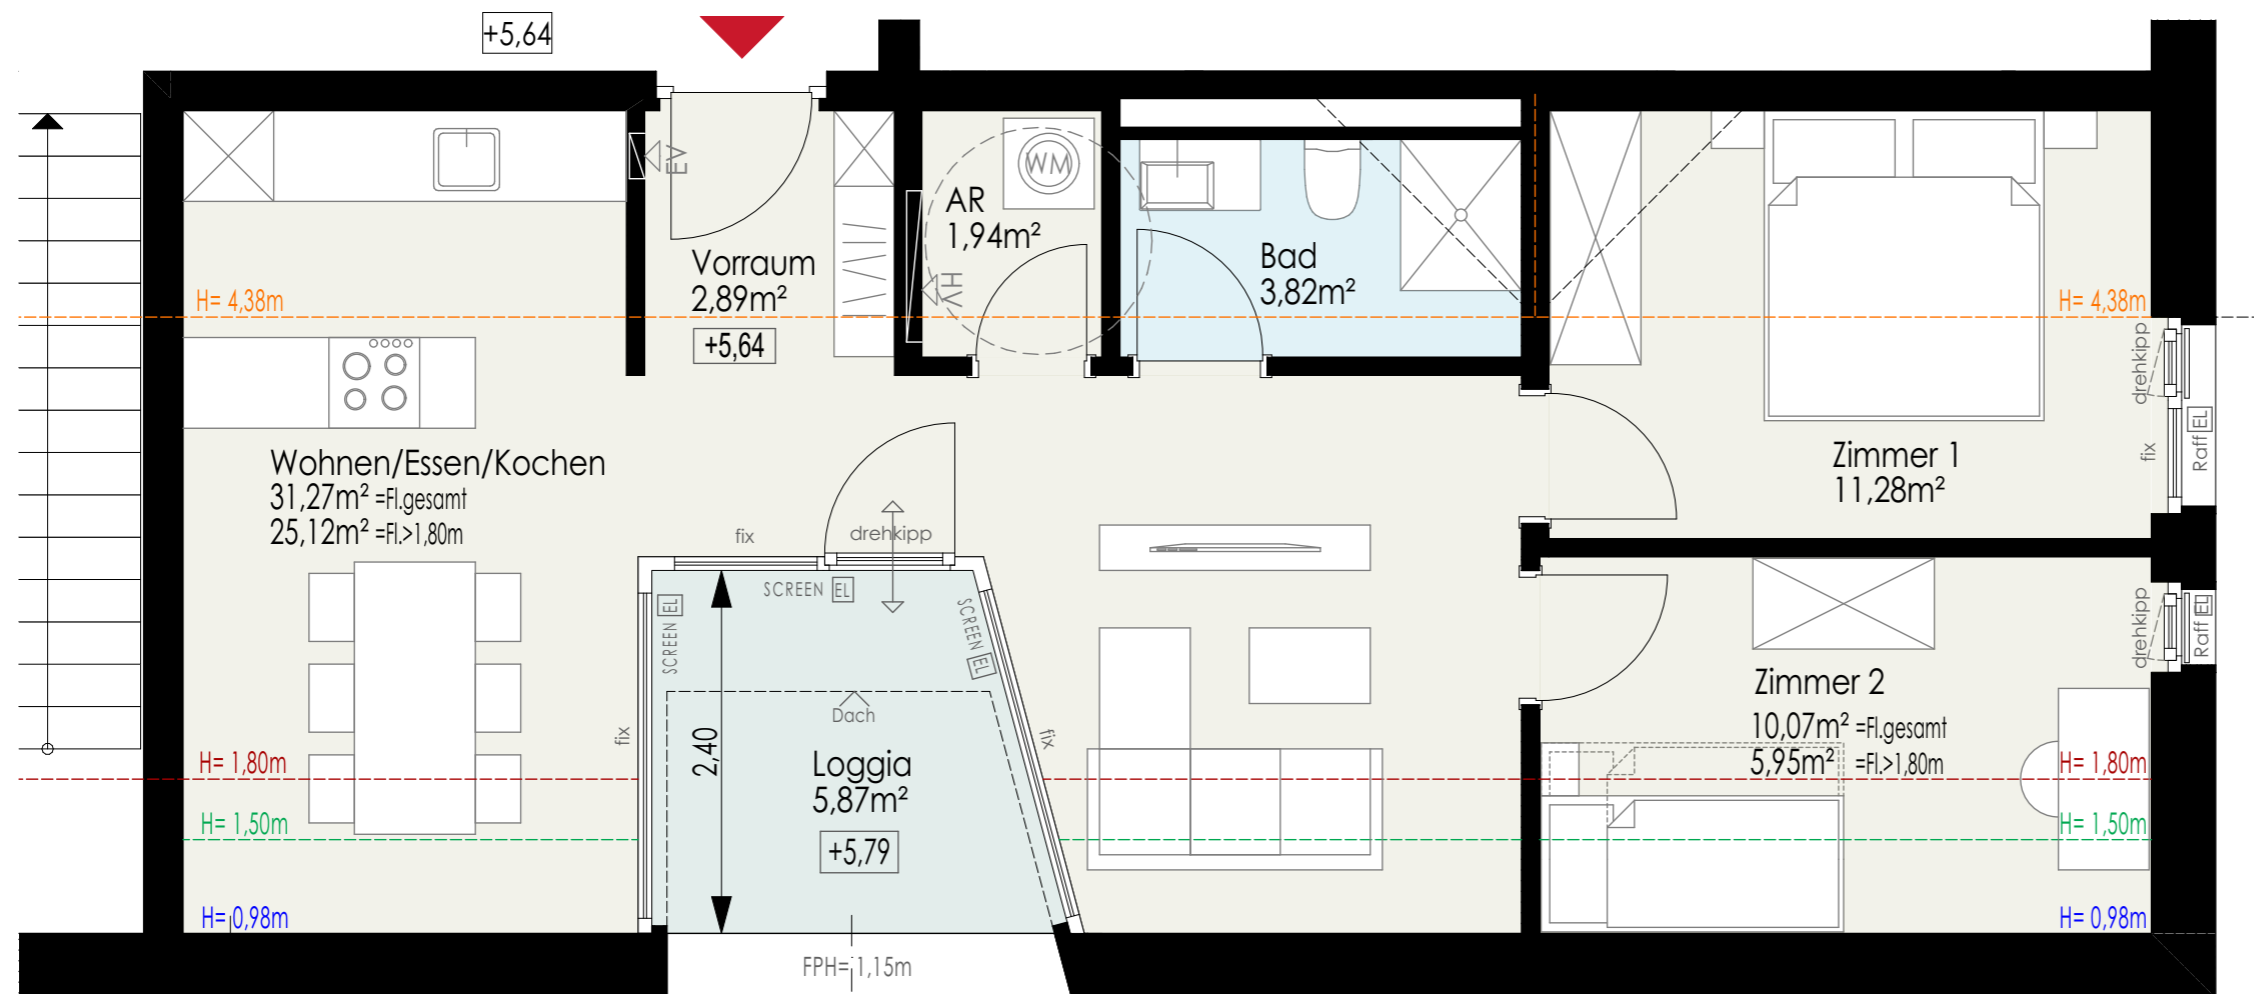 +5,64
EV
Vorraum
2,89m²
+5,64
WM
AR
1,94m²
HV
Bad
3,82m²
H= 4,38m
H= 4,38m
drehkipp
fix
Raff EL
Zimmer 1
11,28m²
Wohnen/Essen/Kochen
31,27m² =Fl.gesamt
25,12m² =Fl.>1,80m
fix
drehkipp
SCREEN EL
SCREEN EL
SCREEN EL
fix
fix
2,40
Dach
Loggia
5,87m²
+5,79
drehkipp
Raff EL
Zimmer 2
10,07m² =Fl.gesamt
5,95m² =Fl.>1,80m
H= 1,80m
H= 1,80m
H= 1,50m
H= 1,50m
H= 0,98m
H= 0,98m
FPH= 1,15m